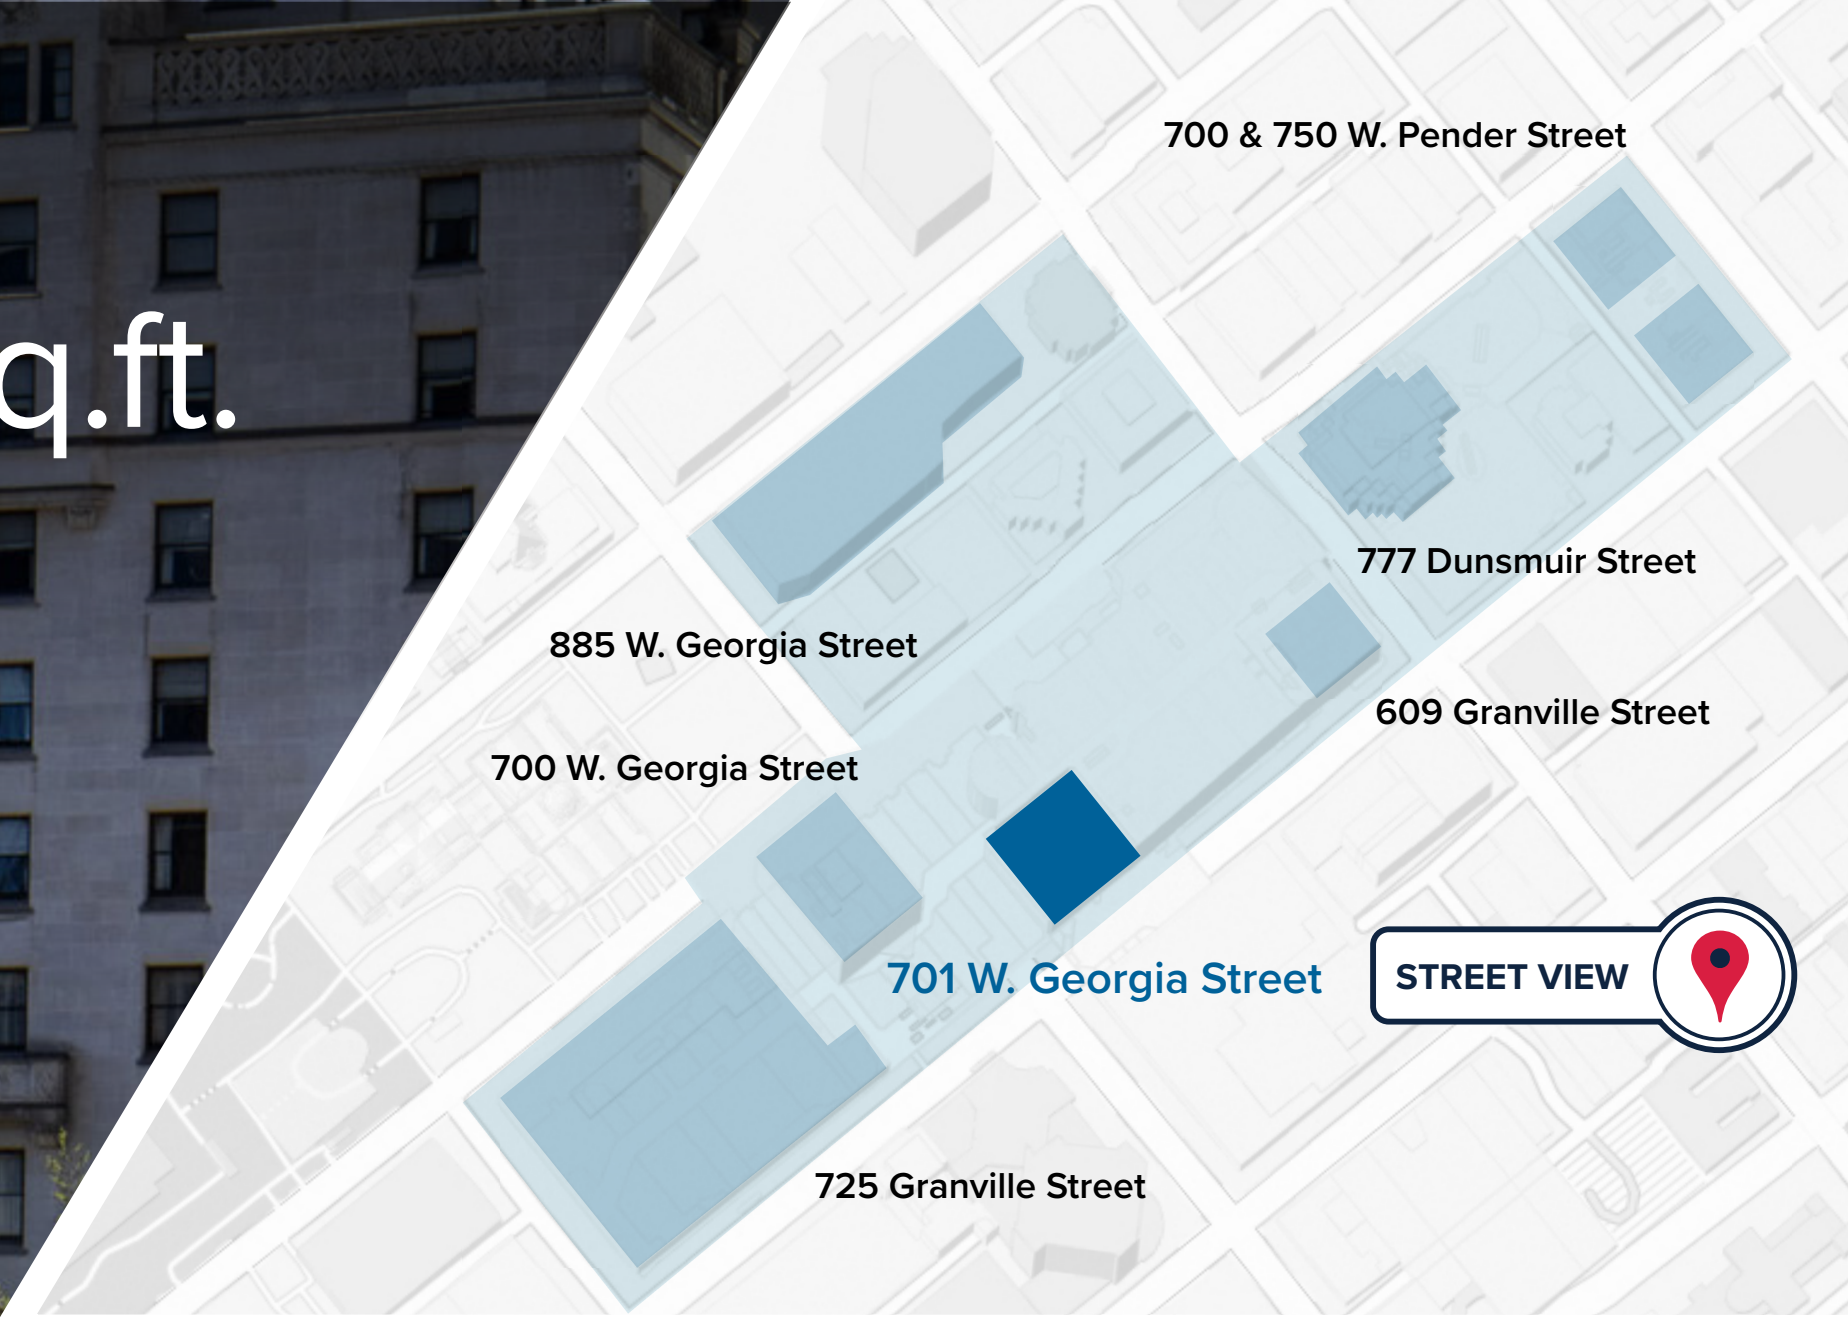 q.ft.
700 & 750 W. Pender Street
777 Dunsmuir Street
885 W. Georgia Street
609 Granville Street
700 W. Georgia Street
701 W. Georgia Street
STREET VIEW
725 Granville Street